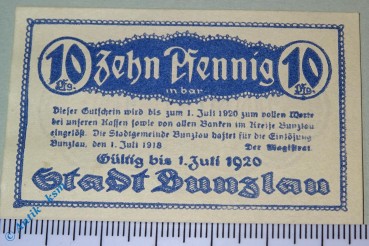 10 Pfg.
Zehn Pfennig
10 Pfg.
in bar
Dieser Gutschein wird bis zum 1. Juli 1920 zum vollen Werte
bei unseren Kassen sowie von allen Banken im Kreise Bunzlau
eingelöst. Die Stadtgemeinde Bunzlau haftet für die Einlösung
Bunzlau, den 1. Juli 1918 Der Magistrat
Gültig bis 1. Juli 1920
Stadt Bunzlau